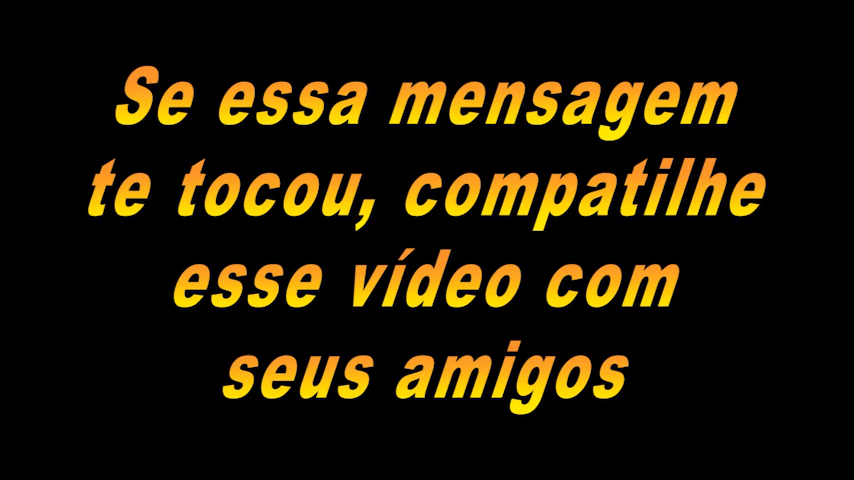 Se essa mensagem
te tocou, compatilhe
esse vídeo com
seus amigos